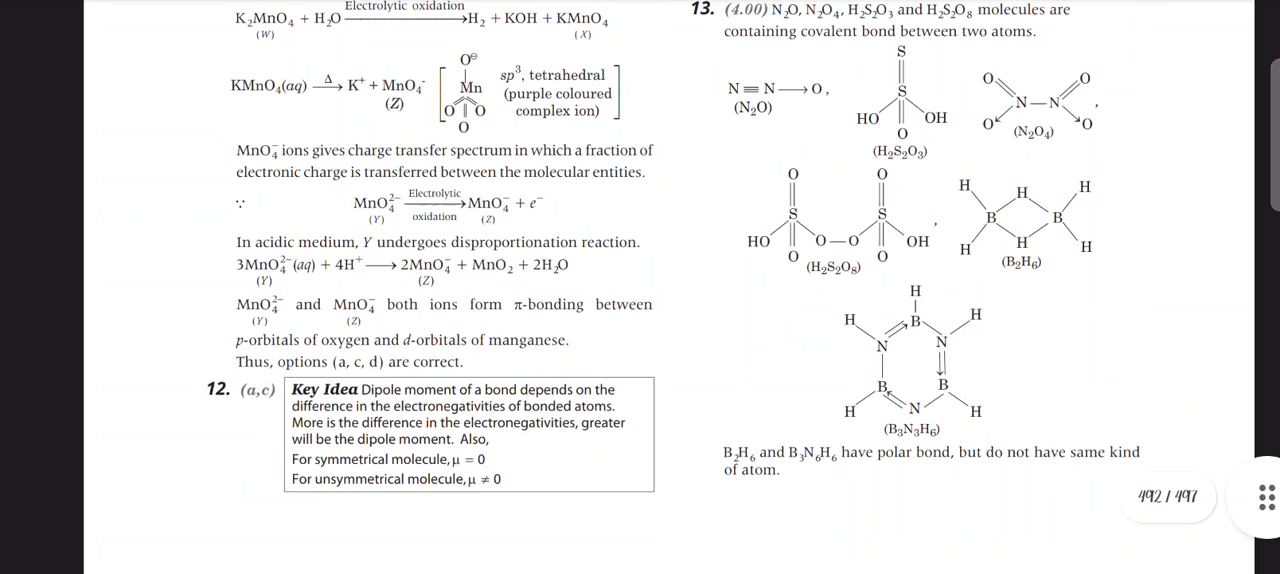 Electrolytic oxidation
K₂MnO₄ + H₂O ⟶ H₂ + KOH + KMnO₄
(W) (X)
KMnO₄(aq) —Δ→ K⁺ + MnO₄⁻
(Z)
O⊖
Mn
O O
O
sp³, tetrahedral
(purple coloured
complex ion)
MnO₄⁻ ions gives charge transfer spectrum in which a fraction of
electronic charge is transferred between the molecular entities.
∵ MnO₄²⁻ —Electrolytic oxidation→ MnO₄⁻ + e⁻
(Y) (Z)
In acidic medium, Y undergoes disproportionation reaction.
3MnO₄²⁻(aq) + 4H⁺ ⟶ 2MnO₄⁻ + MnO₂ + 2H₂O
(Y) (Z)
MnO₄²⁻ and MnO₄⁻ both ions form π-bonding between
(Y) (Z)
p-orbitals of oxygen and d-orbitals of manganese.
Thus, options (a, c, d) are correct.
12. (a,c) Key Idea Dipole moment of a bond depends on the
difference in the electronegativities of bonded atoms.
More is the difference in the electronegativities, greater
will be the dipole moment. Also,
For symmetrical molecule, μ = 0
For unsymmetrical molecule, μ ≠ 0
13. (4.00) N₂O, N₂O₄, H₂S₂O₃ and H₂S₂O₈ molecules are
containing covalent bond between two atoms.
N≡N⟶O,
(N₂O)
S
S
HO OH
O
(H₂S₂O₃)
O O
N—N ,
O O
(N₂O₄)
O O
S S
HO O—O OH ,
O O
(H₂S₂O₈)
H H H
B B
H H H
(B₂H₆)
H
H B H
N N
B B
H N H
(B₃N₃H₆)
B₂H₆ and B₃N₆H₆ have polar bond, but do not have same kind
of atom.
492 / 497